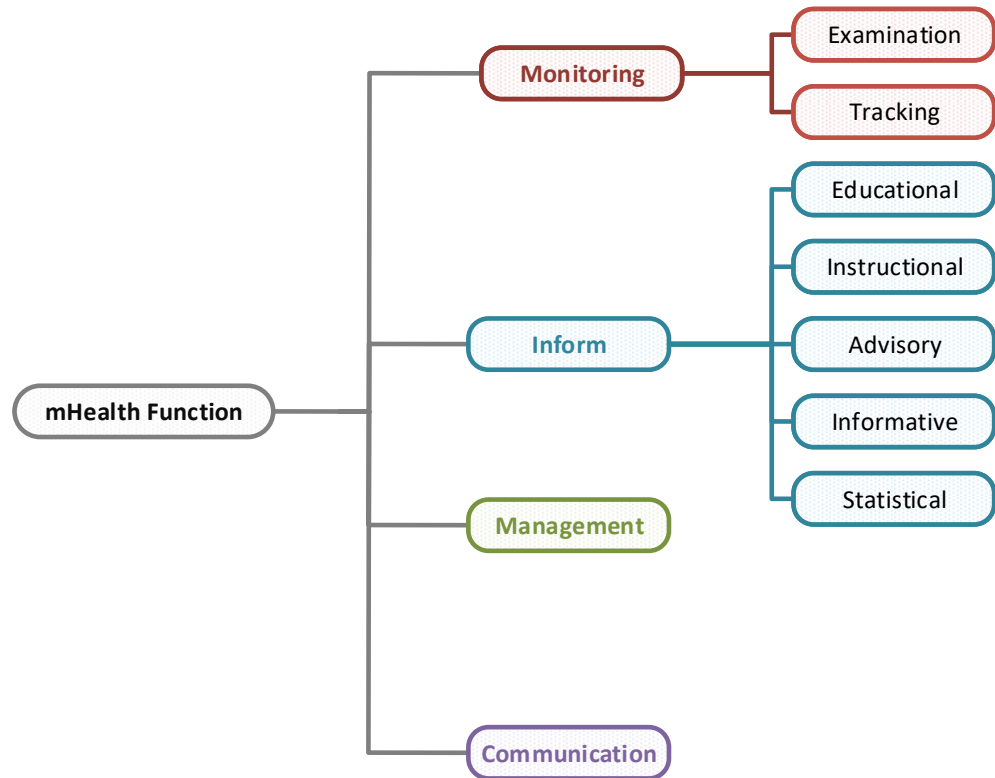 mHealth Function
Monitoring
Examination
Tracking
Inform
Educational
Instructional
Advisory
Informative
Statistical
Management
Communication